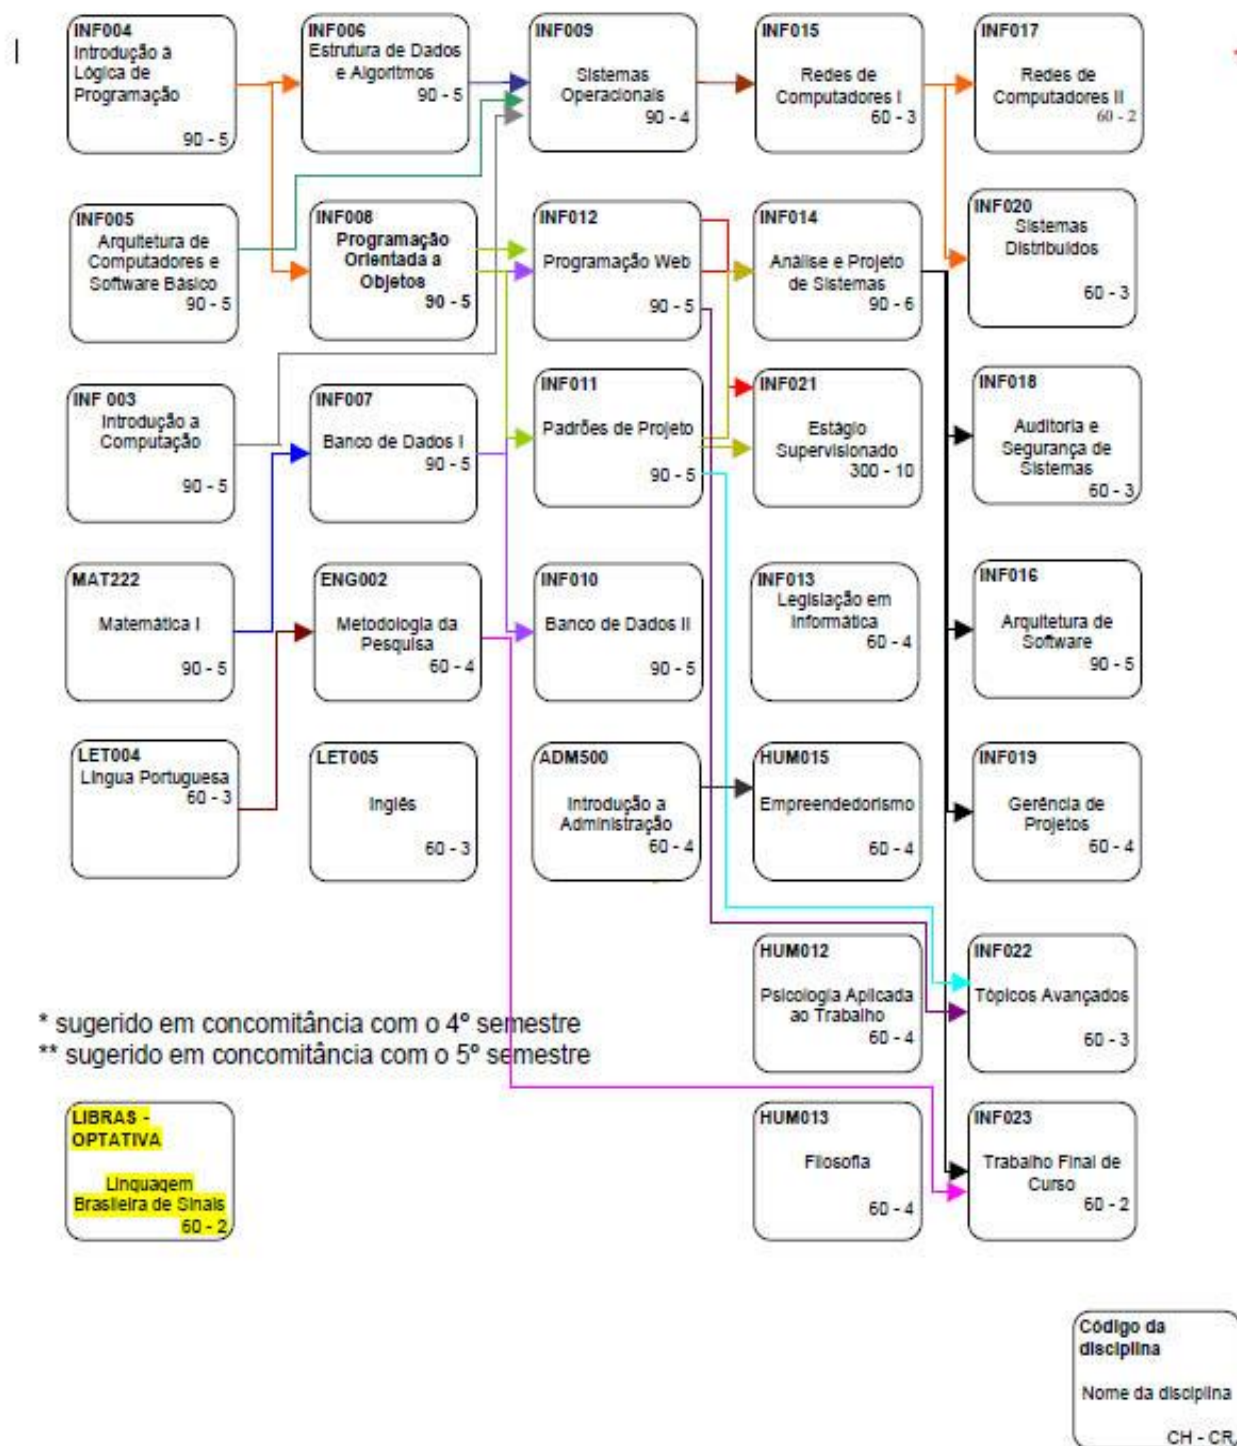 INF004
Introdução a
Lógica de
Programação
90 - 5
INF006
Estrutura de Dados
e Algoritmos
90 - 5
INF009
Sistemas
Operacionais
90 - 4
INF015
Redes de
Computadores I
60 - 3
INF017
Redes de
Computadores II
60 - 2
*
INF005
Arquitetura de
Computadores e
Software Básico
90 - 5
INF008
Programação
Orientada a
Objetos
90 - 5
INF012
Programação Web
90 - 5
INF014
Análise e Projeto
de Sistemas
90 - 6
INF020
Sistemas
Distribuídos
60 - 3
INF 003
Introdução a
Computação
90 - 5
INF007
Banco de Dados I
90 - 5
INF011
Padrões de Projeto
90 - 5
INF021
Estágio
Supervisionado
300 - 10
INF018
Auditoria e
Segurança de
Sistemas
60 - 3
MAT222
Matemática I
90 - 5
ENG002
Metodologia da
Pesquisa
60 - 4
INF010
Banco de Dados II
90 - 5
INF013
Legislação em
Informática
60 - 4
INF016
Arquitetura de
Software
90 - 5
LET004
Língua Portuguesa
60 - 3
LET005
Inglês
60 - 3
ADM500
Introdução a
Administração
60 - 4
HUM015
Empreendedorismo
60 - 4
INF019
Gerência de
Projetos
60 - 4
HUM012
Psicologia Aplicada
ao Trabalho
60 - 4
INF022
Tópicos Avançados
60 - 3
* sugerido em concomitância com o 4º semestre
** sugerido em concomitância com o 5º semestre
LIBRAS -
OPTATIVA
Linguagem
Brasileira de Sinais
60 - 2
HUM013
Filosofia
60 - 4
INF023
Trabalho Final de
Curso
60 - 2
Código da
disciplina
Nome da disciplina
CH - CR